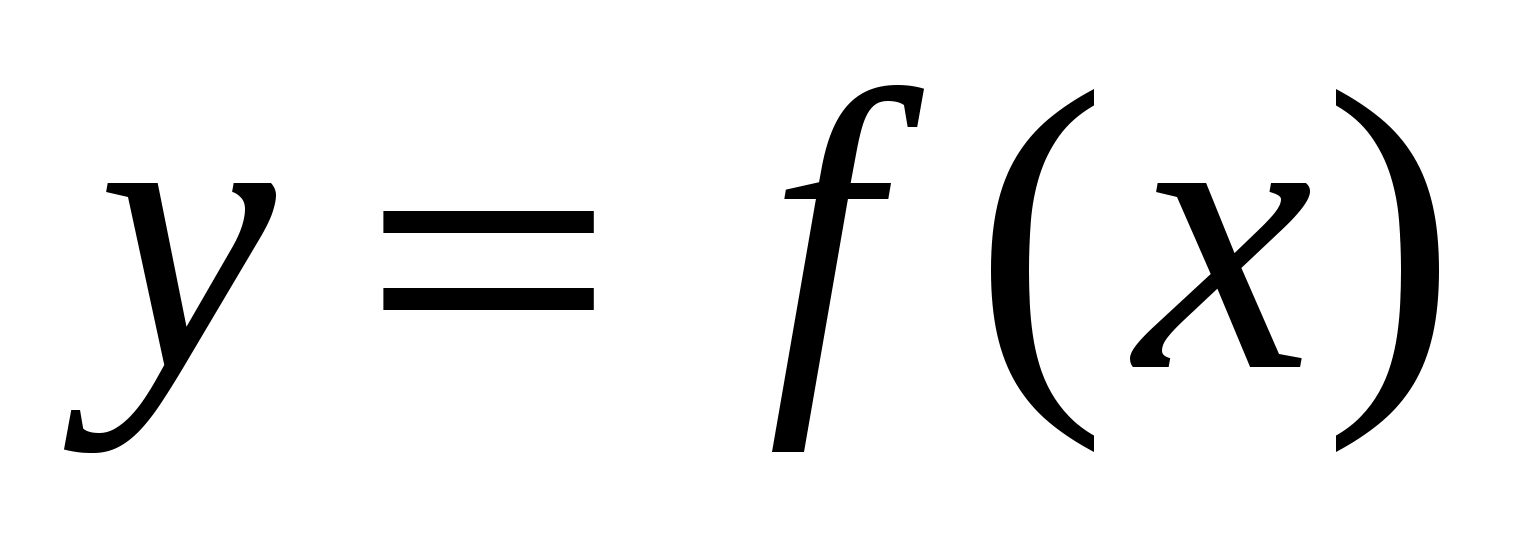 y = f(x)